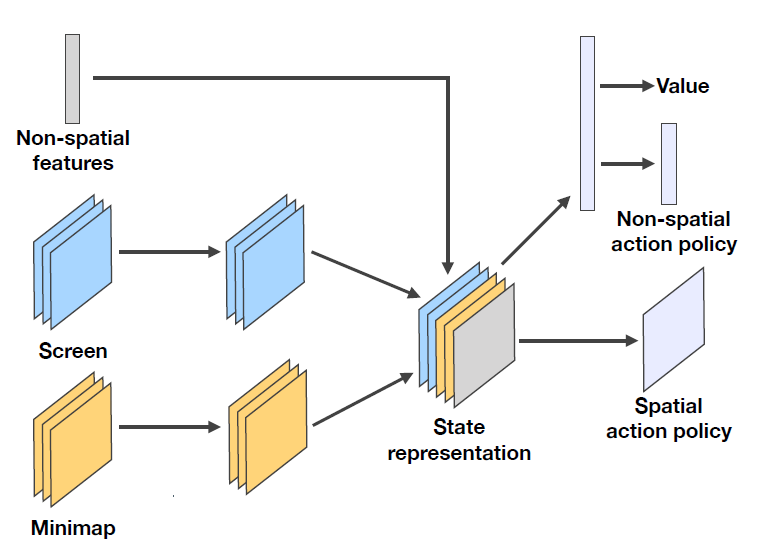 Non-spatial
features
Screen
Minimap
State
representation
Value
Non-spatial
action policy
Spatial
action policy